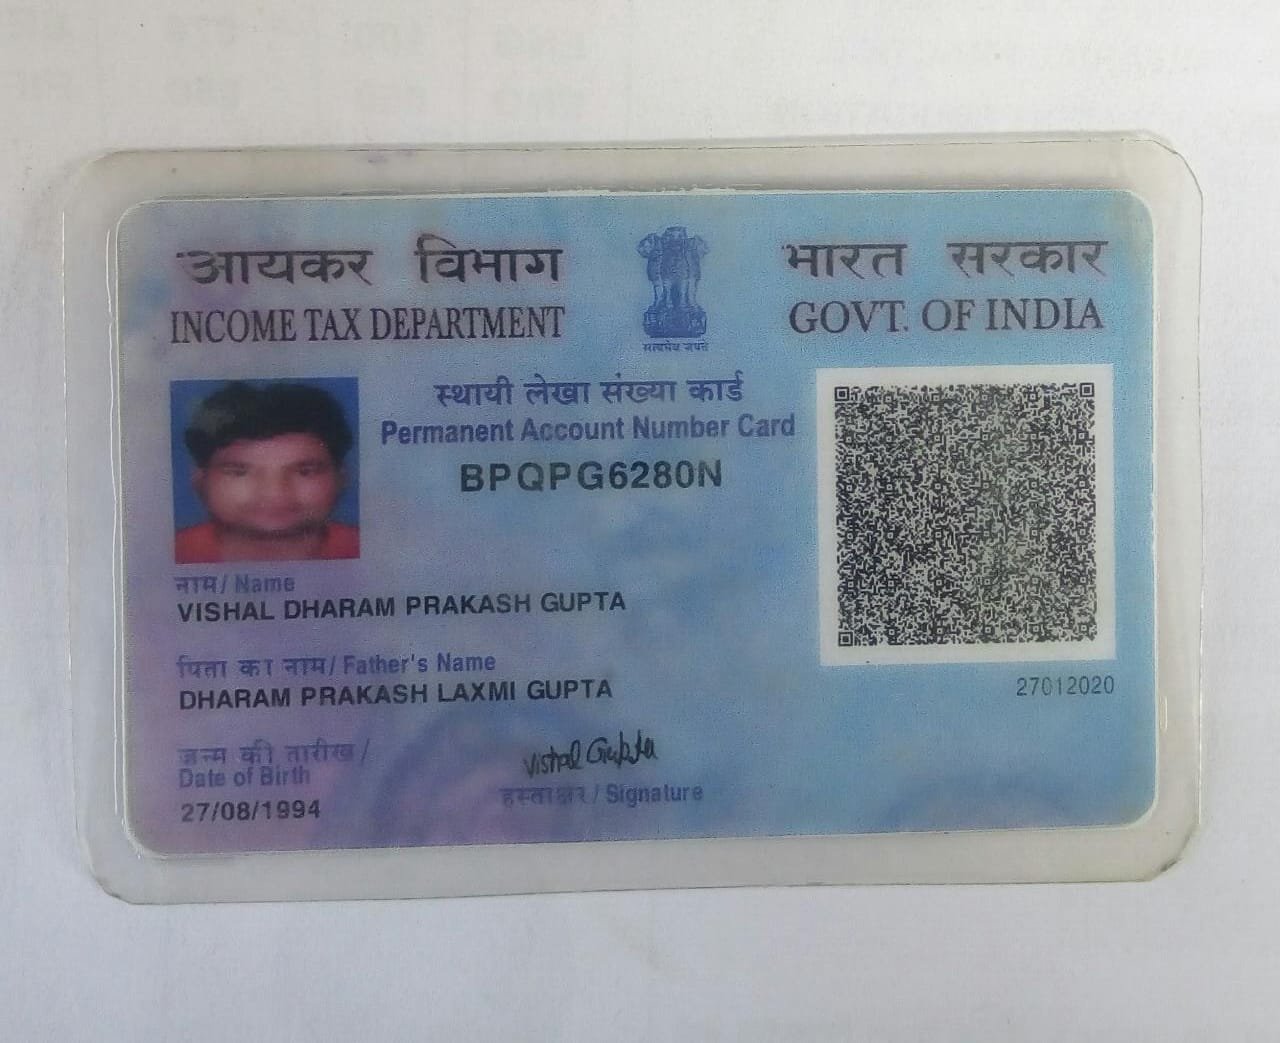 आयकर विभाग
INCOME TAX DEPARTMENT
सत्यमेव जयते
भारत सरकार
GOVT. OF INDIA
स्थायी लेखा संख्या कार्ड
Permanent Account Number Card
BPQPG6280N
नाम/ Name
VISHAL DHARAM PRAKASH GUPTA
पिता का नाम/ Father's Name
DHARAM PRAKASH LAXMI GUPTA
27012020
जन्म की तारीख/
Date of Birth
27/08/1994
Vishal Gupta
हस्ताक्षर/ Signature